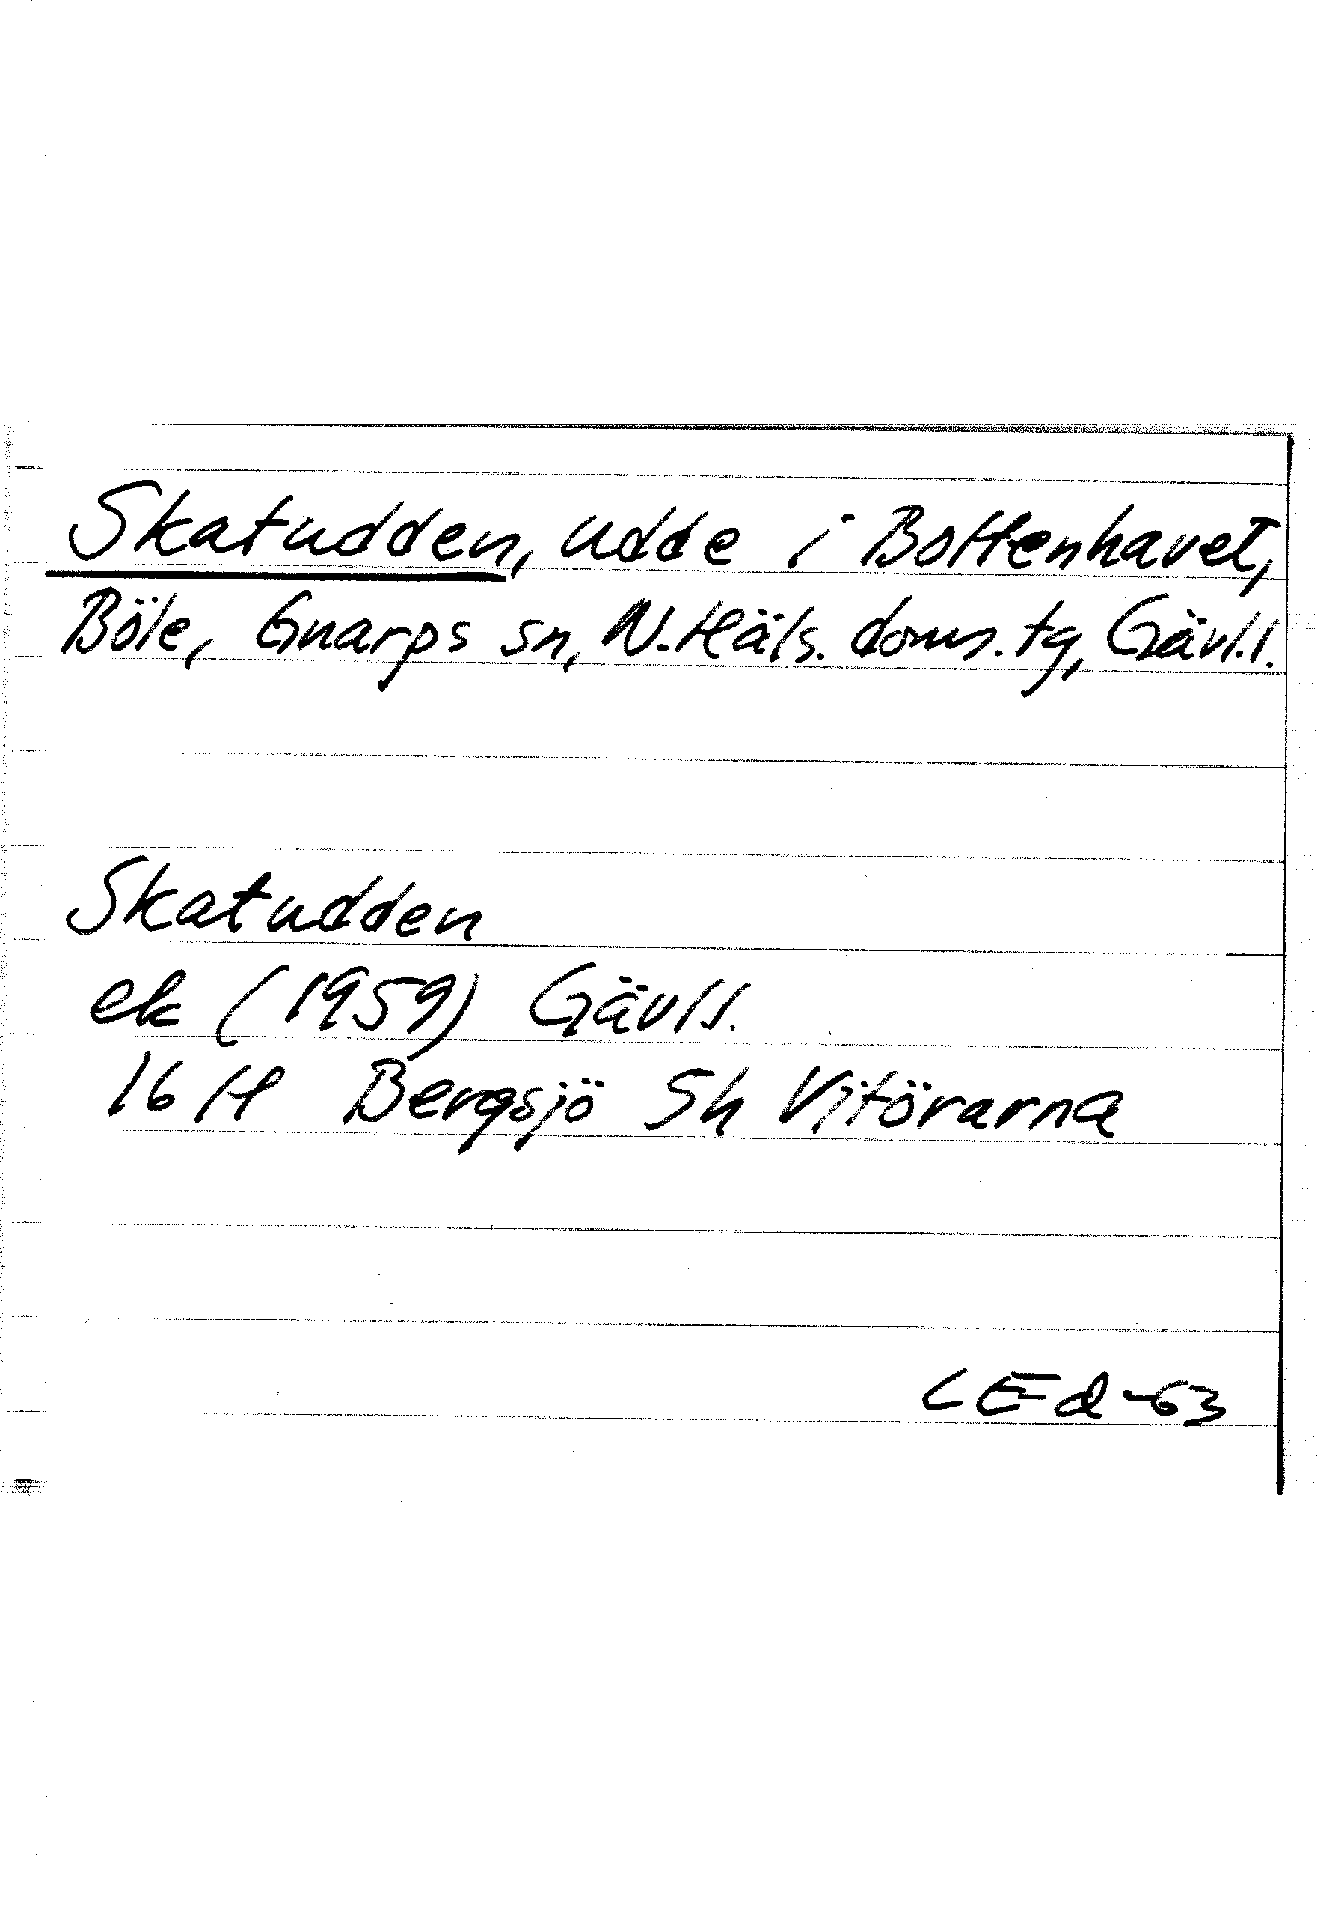 Skatudden, udde i Bottenhavet,
Böle, Gnarps sn, N. Häls. doms. tg, Gävl. l.
Skatudden
ek (1959) Gävl l.
16 H Bergsjö 5h Vitörarna
LEd -63